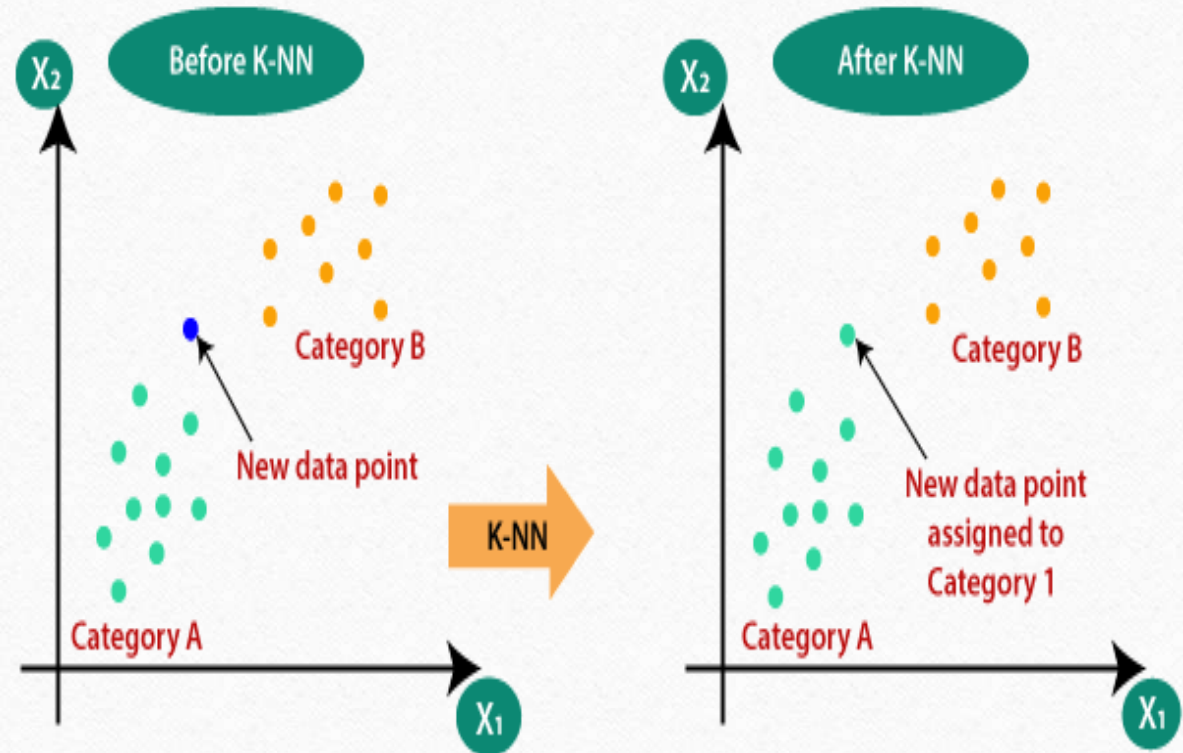 Before K-NN
X₂
Category B
New data point
Category A
X₁
K-NN
After K-NN
X₂
Category B
New data point
assigned to
Category 1
Category A
X₁